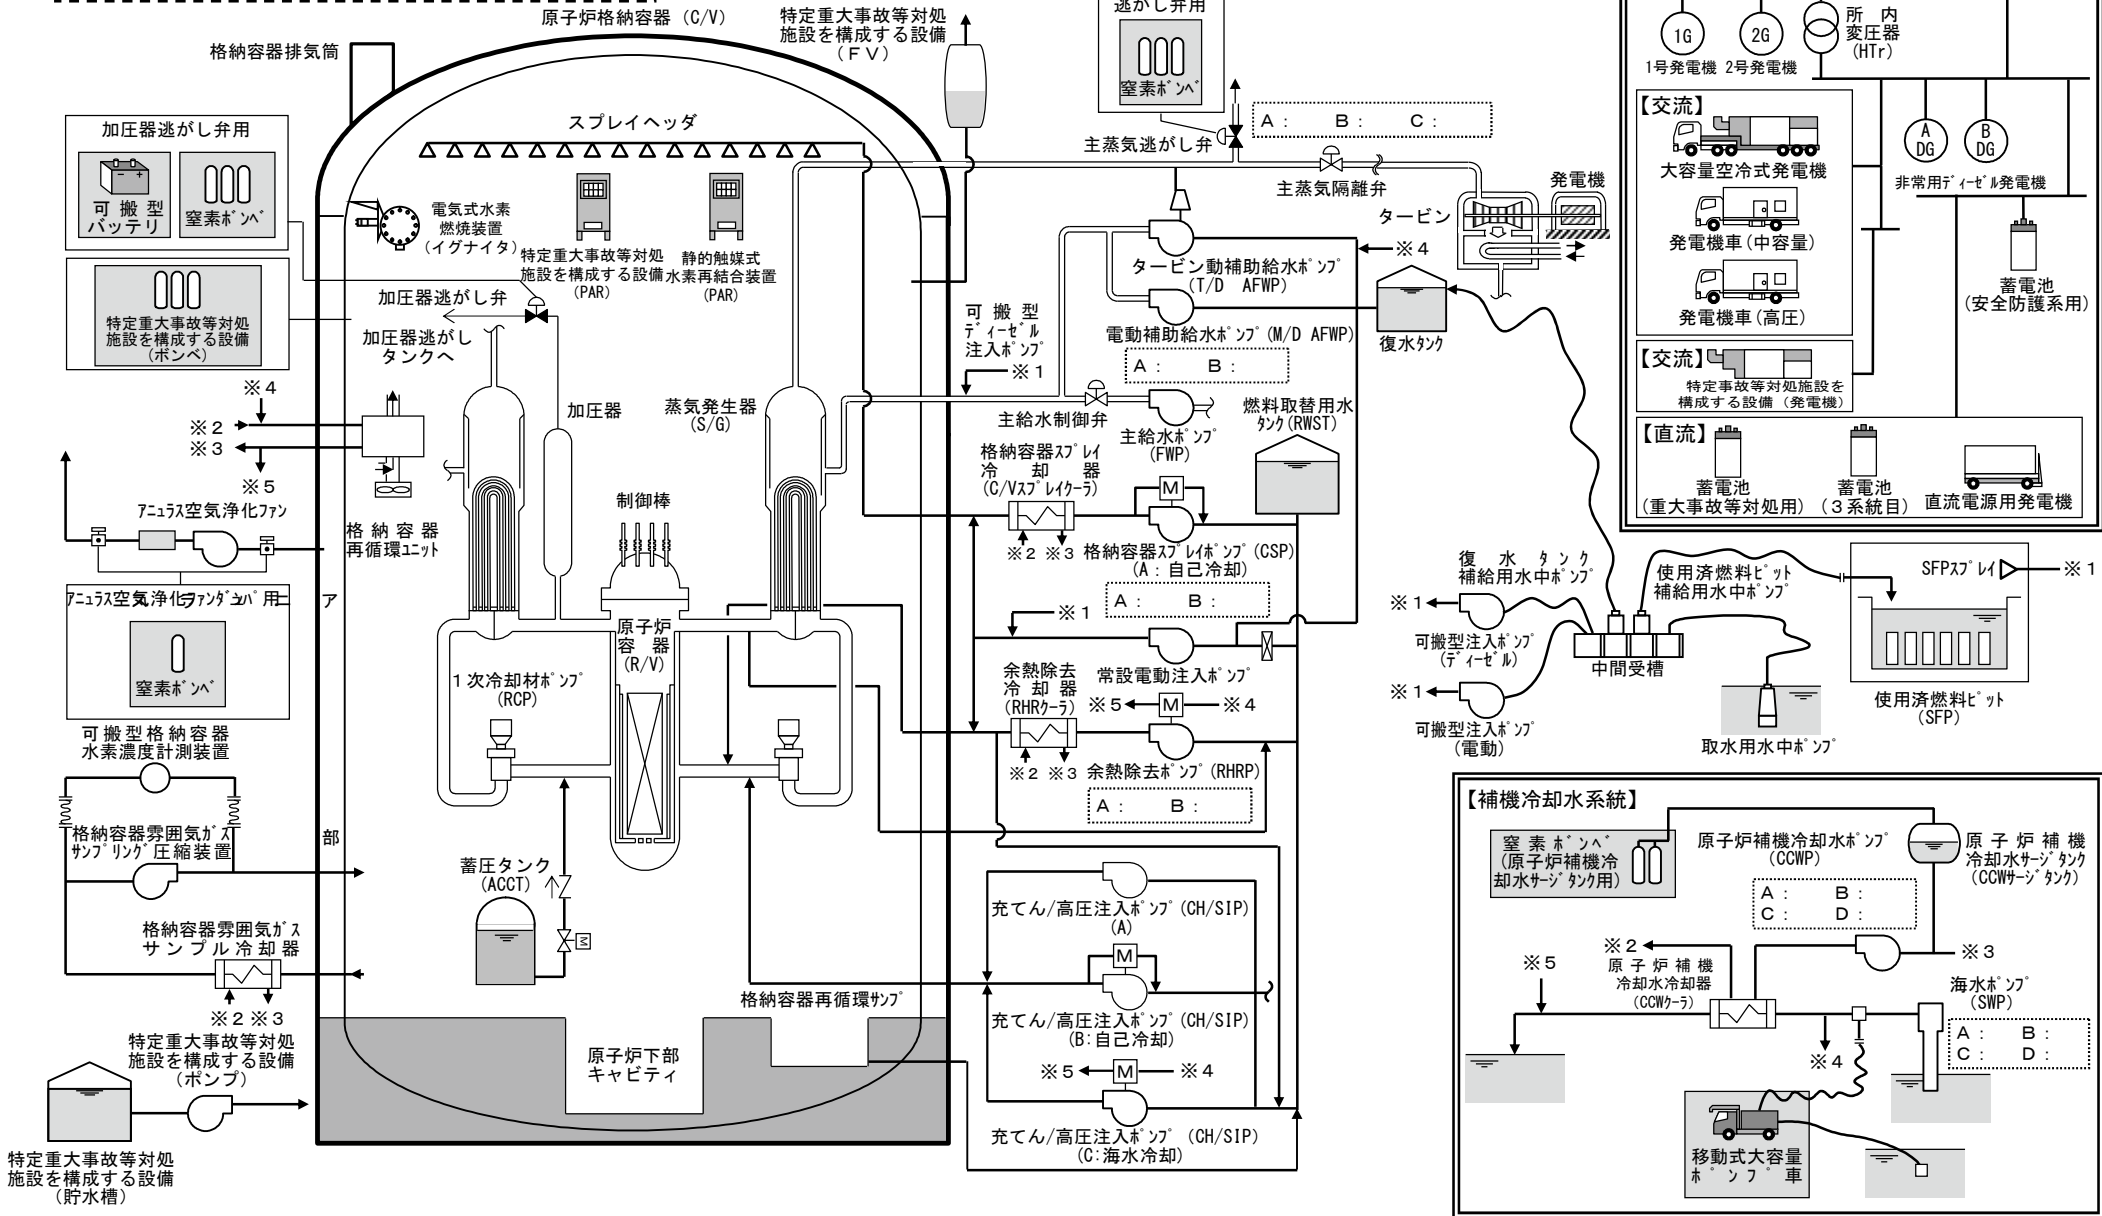 原子炉格納容器 (C/V)
特定重大事故等対処
施設を構成する設備
(ＦＶ)
格納容器排気筒
逃がし弁用
窒素ﾎﾞﾝﾍﾞ
主蒸気逃がし弁
A： B： C：
主蒸気隔離弁
発電機
タービン
加圧器逃がし弁用
可搬型
バッテリ
窒素ﾎﾞﾝﾍﾞ
特定重大事故等対処
施設を構成する設備
(ボンベ)
スプレイヘッダ
電気式水素
燃焼装置
(イグナイタ)
特定重大事故等対処
施設を構成する設備
(PAR)
静的触媒式
水素再結合装置
(PAR)
加圧器逃がし弁
加圧器逃がし
タンクへ
加圧器
蒸気発生器
(S/G)
※４
※２
※３
※５
格納容器
再循環ﾕﾆｯﾄ
ｱﾆｭﾗｽ空気浄化ﾌｧﾝ
窒素ﾎﾞﾝﾍﾞ
ア
部
制御棒
原子炉
容器
(R/V)
１次冷却材ﾎﾟﾝﾌﾟ
(RCP)
可搬型格納容器
水素濃度計測装置
格納容器雰囲気ｶﾞｽ
ｻﾝﾌﾟﾘﾝｸﾞ圧縮装置
格納容器雰囲気ｶﾞｽ
サンプル冷却器
※２ ※３
特定重大事故等対処
施設を構成する設備
(ポンプ)
特定重大事故等対処
施設を構成する設備
(貯水槽)
蓄圧タンク
(ACCT)
M
格納容器再循環ｻﾝﾌﾟ
原子炉下部
キャビティ
タービン動補助給水ﾎﾟﾝﾌﾟ
(T/D AFWP)
※４
電動補助給水ﾎﾟﾝﾌﾟ(M/D AFWP)
A： B：
復水ﾀﾝｸ
可搬型
ﾃﾞｨｰｾﾞﾙ
注入ﾎﾟﾝﾌﾟ
※１
主給水制御弁
主給水ﾎﾟﾝﾌﾟ
(FWP)
燃料取替用水
ﾀﾝｸ(RWST)
格納容器ｽﾌﾟﾚｲ
冷却器
(C/Vｽﾌﾟﾚｲｸｰﾗ)
M
※２ ※３
格納容器ｽﾌﾟﾚｲﾎﾟﾝﾌﾟ(CSP)
(A：自己冷却)
A： B：
※１
常設電動注入ﾎﾟﾝﾌﾟ
余熱除去
冷却器
(RHRｸｰﾗ)
※５ M ※４
※２ ※３
余熱除去ﾎﾟﾝﾌﾟ(RHRP)
A： B：
充てん/高圧注入ﾎﾟﾝﾌﾟ(CH/SIP)
(A)
M
充てん/高圧注入ﾎﾟﾝﾌﾟ(CH/SIP)
(B:自己冷却)
※５ M ※４
充てん/高圧注入ﾎﾟﾝﾌﾟ (CH/SIP)
(C:海水冷却)
1G
2G
1号発電機 2号発電機
所内
変圧器
(HTr)
【交流】
大容量空冷式発電機
発電機車(中容量)
発電機車(高圧)
A
DG
B
DG
非常用ﾃﾞｨｰｾﾞﾙ発電機
蓄電池
(安全防護系用)
【交流】
特定事故等対処施設を
構成する設備 (発電機)
【直流】
蓄電池
(重大事故等対処用)
蓄電池
(３系統目)
直流電源用発電機
復水タンク
補給用水中ﾎﾟﾝﾌﾟ
使用済燃料ﾋﾟｯﾄ
補給用水中ﾎﾟﾝﾌﾟ
SFPｽﾌﾟﾚｲ
※１
※１
可搬型注入ﾎﾟﾝﾌﾟ
(ﾃﾞｨｰｾﾞﾙ)
※１
可搬型注入ﾎﾟﾝﾌﾟ
(電動)
中間受槽
取水用水中ﾎﾟﾝﾌﾟ
使用済燃料ﾋﾟｯﾄ
(SFP)
【補機冷却水系統】
窒素ﾎﾞﾝﾍﾞ
(原子炉補機冷
却水ｻｰｼﾞﾀﾝｸ用)
原子炉補機冷却水ﾎﾟﾝﾌﾟ
(CCWP)
A： B：
C： D：
原子炉補機
冷却水ｻｰｼﾞﾀﾝｸ
(CCWｻｰｼﾞﾀﾝｸ)
※２
※３
※５
原子炉補機
冷却水冷却器
(CCWｸｰﾗ)
海水ﾎﾟﾝﾌﾟ
(SWP)
A： B：
C： D：
※４
移動式大容量
ﾎﾟﾝﾌﾟ車